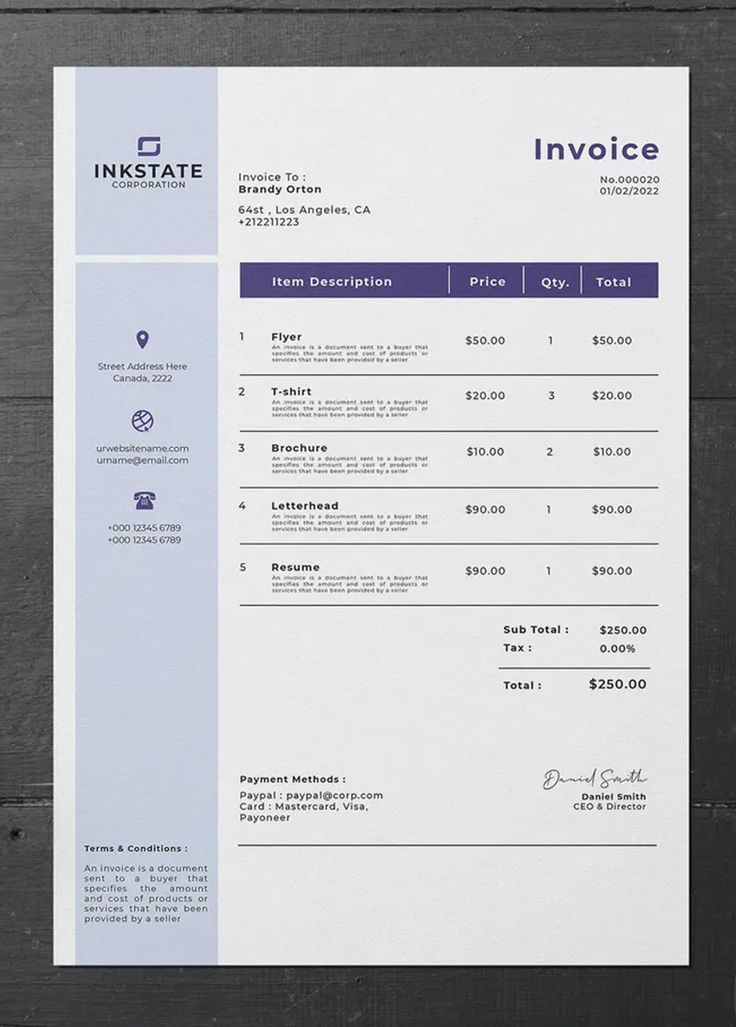 INKSTATE
CORPORATION
Invoice
No.000020
01/02/2022
Invoice To :
Brandy Orton
64st , Los Angeles, CA
+212211223
Item Description Price Qty. Total
1 Flyer $50.00 1 $50.00
An invoice is a document sent to a buyer that
specifies the amount and cost of products or
services that have been provided by a seller
2 T-shirt $20.00 3 $20.00
An invoice is a document sent to a buyer that
specifies the amount and cost of products or
services that have been provided by a seller
3 Brochure $10.00 2 $10.00
An invoice is a document sent to a buyer that
specifies the amount and cost of products or
services that have been provided by a seller
4 Letterhead $90.00 1 $90.00
An invoice is a document sent to a buyer that
specifies the amount and cost of products or
services that have been provided by a seller
5 Resume $90.00 1 $90.00
An invoice is a document sent to a buyer that
specifies the amount and cost of products or
services that have been provided by a seller
Sub Total : $250.00
Tax : 0.00%
Total : $250.00
Street Address Here
Canada, 2222
urwebsitename.com
urname@email.com
+000 12345 6789
+000 12345 6789
Payment Methods :
Paypal : paypal@corp.com
Card : Mastercard, Visa,
Payoneer
Daniel Smith
Daniel Smith
CEO & Director
Terms & Conditions :
An invoice is a document
sent to a buyer that
specifies the amount
and cost of products or
services that have been
provided by a seller